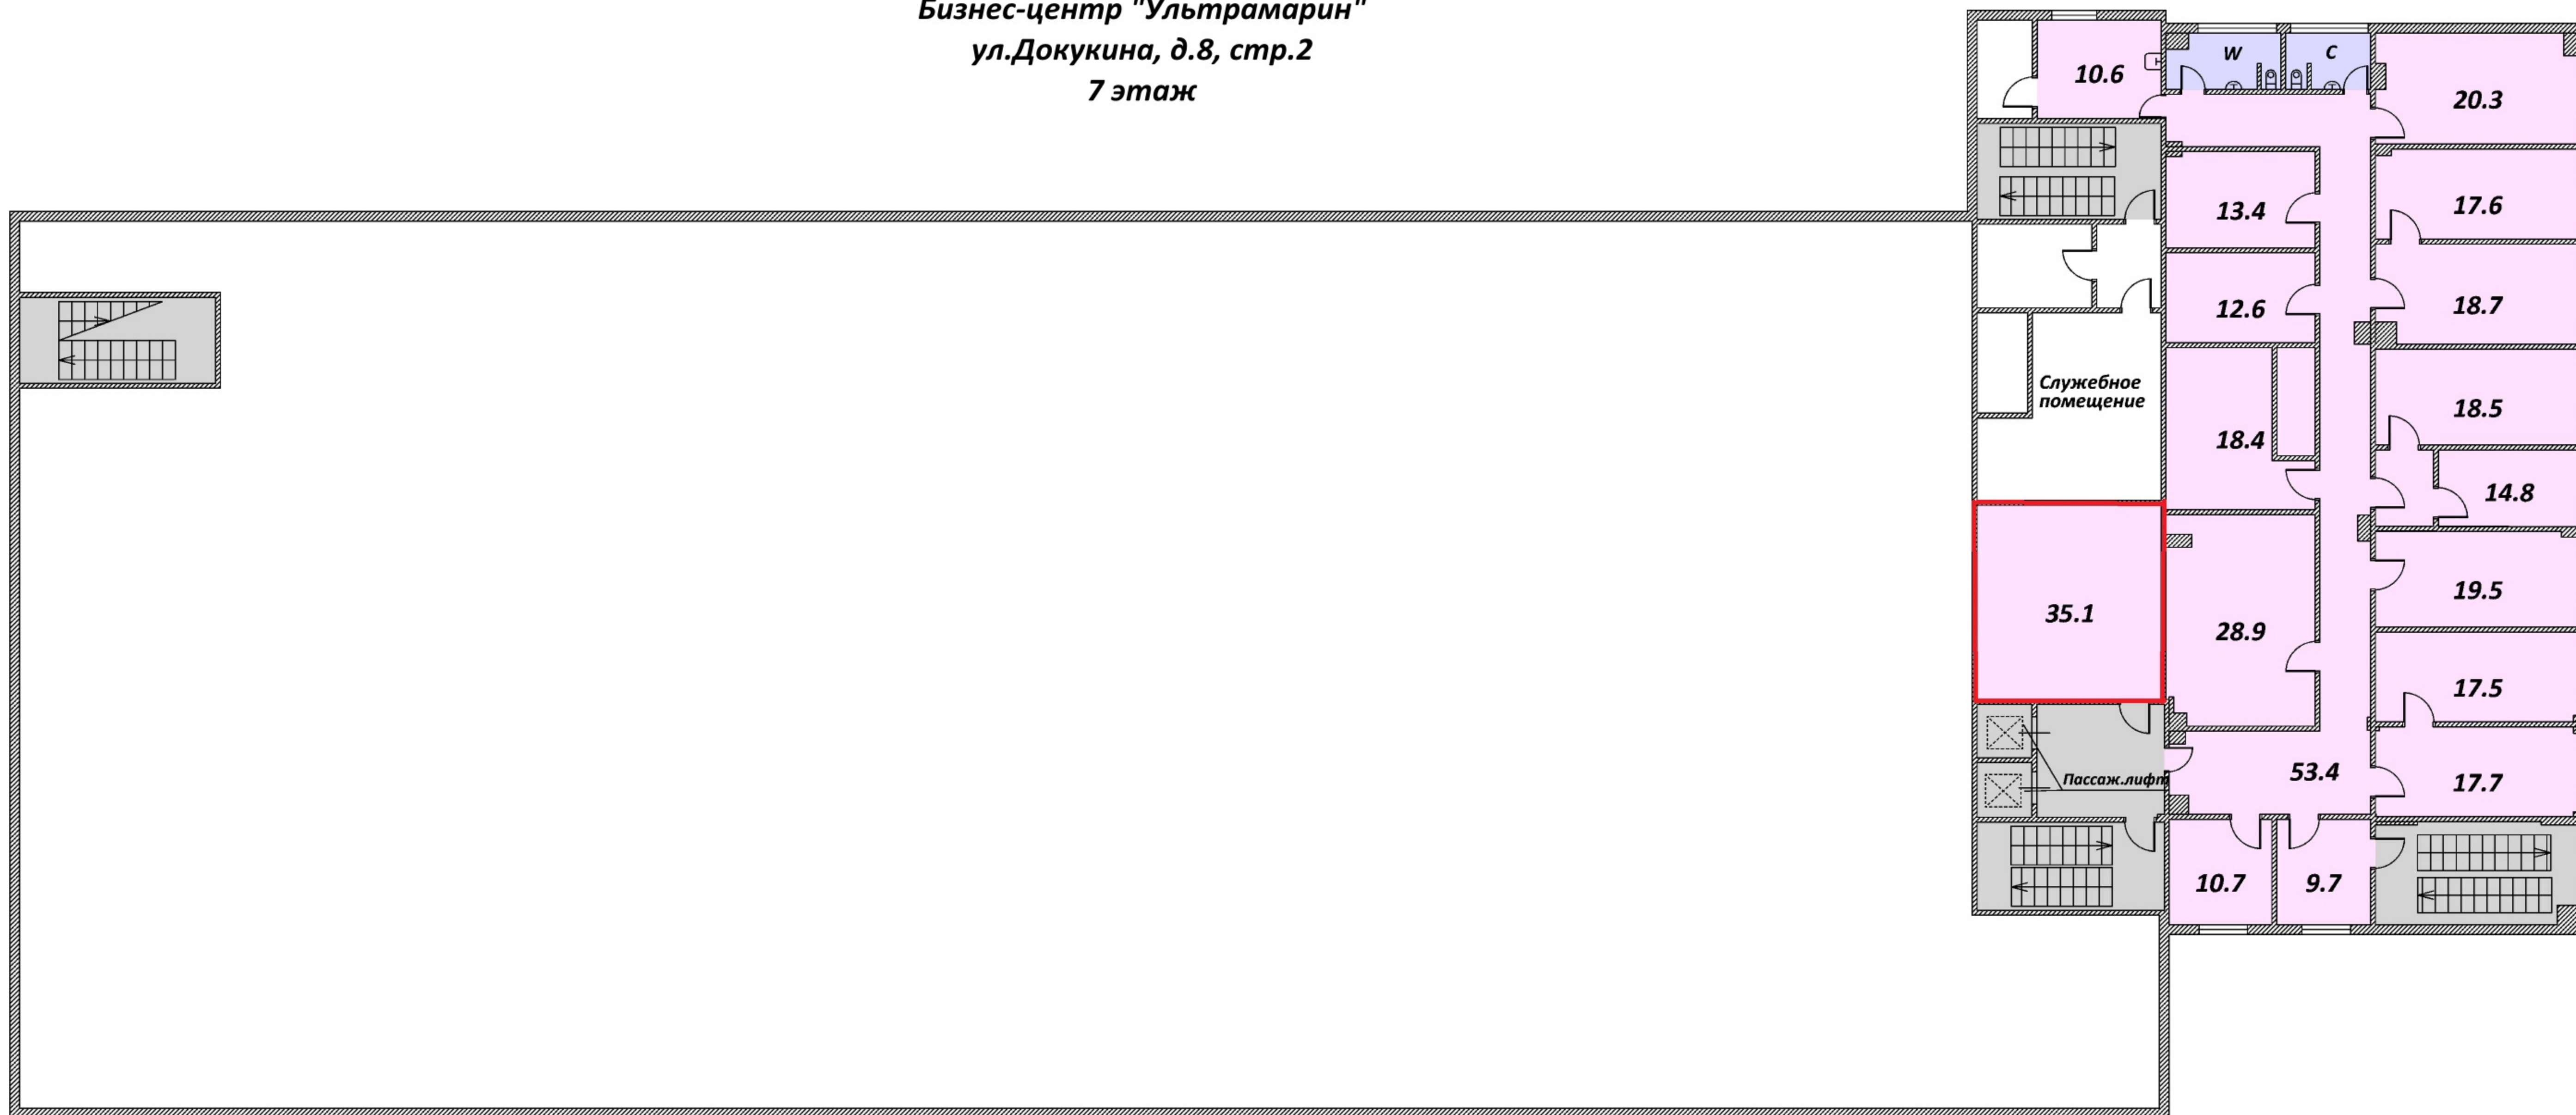 Бизнес-центр "Ультрамарин"
ул.Докукина, д.8, стр.2
7 этаж
10.6
W
C
20.3
13.4
17.6
12.6
18.7
Служебное
помещение
18.4
18.5
14.8
35.1
28.9
19.5
17.5
Пассаж.лифт
53.4
17.7
10.7
9.7